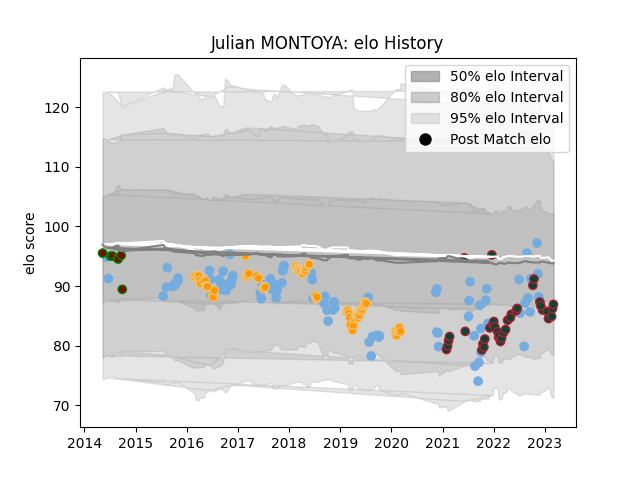 Julian MONTOYA: elo History
50% elo Interval
80% elo Interval
95% elo Interval
Post Match elo
elo score
120
110
100
90
80
70
2014 2015 2016 2017 2018 2019 2020 2021 2022 2023